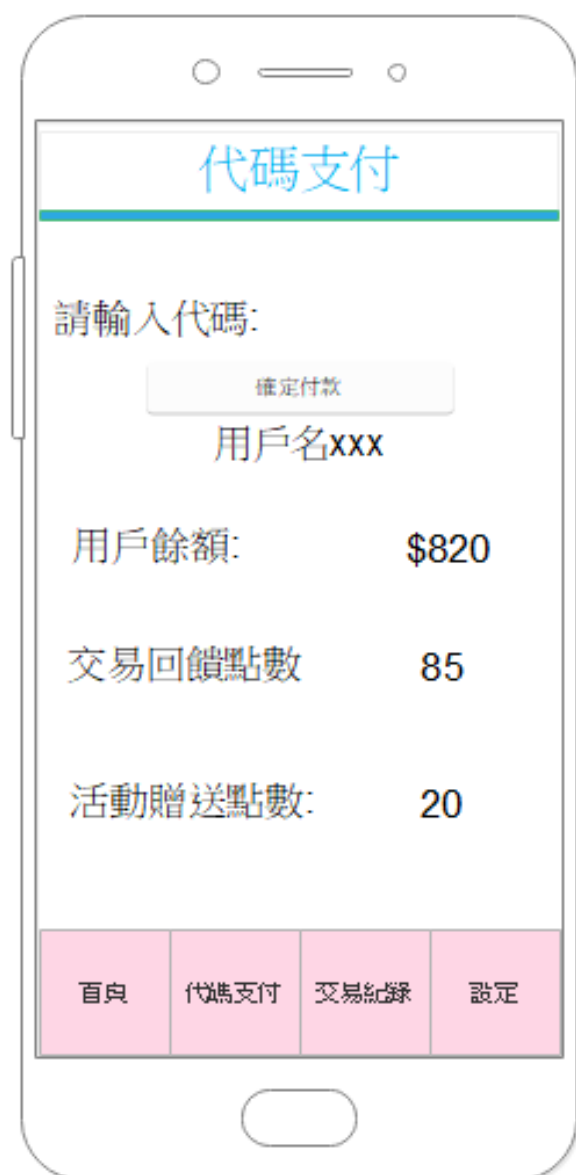 代碼支付
請輸入代碼:
確定付款
用戶名xxx
用戶餘額: $820
交易回饋點數 85
活動贈送點數: 20
首頁 代碼支付 交易紀錄 設定